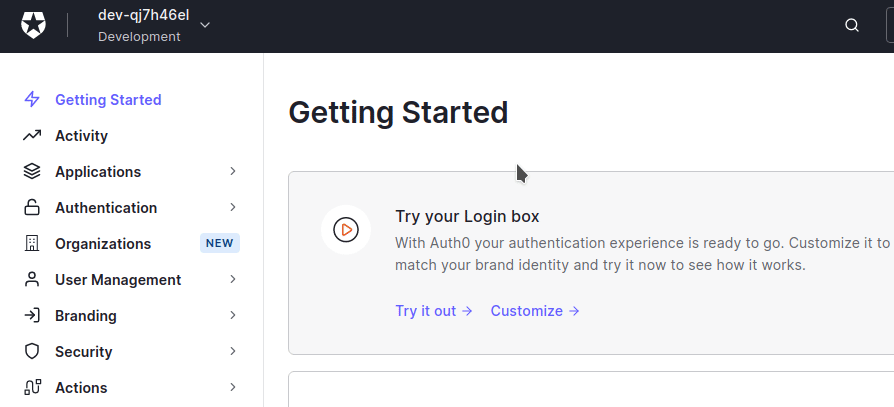 dev-qj7h46el
Development
Getting Started
Activity
Applications
Authentication
Organizations NEW
User Management
Branding
Security
Actions
Getting Started
Try your Login box
With Auth0 your authentication experience is ready to go. Customize it to
match your brand identity and try it now to see how it works.
Try it out → Customize →